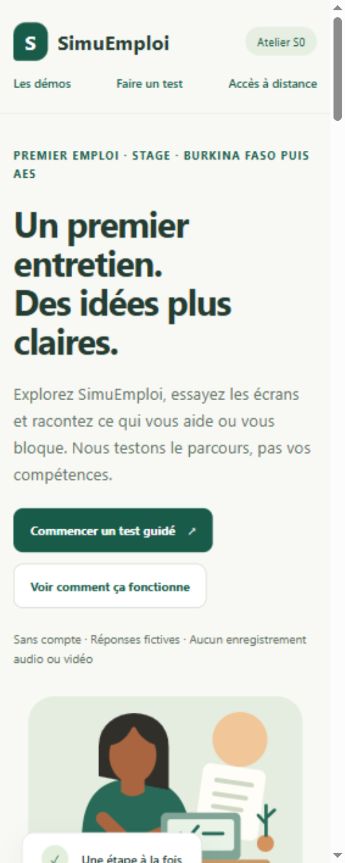 S SimuEmploi
Atelier S0
Les démos Faire un test Accès à distance
PREMIER EMPLOI · STAGE · BURKINA FASO PUIS
AES
Un premier
entretien.
Des idées plus
claires.
Explorez SimuEmploi, essayez les écrans
et racontez ce qui vous aide ou vous
bloque. Nous testons le parcours, pas vos
compétences.
Commencer un test guidé ↗
Voir comment ça fonctionne
Sans compte · Réponses fictives · Aucun enregistrement
audio ou vidéo
✓ Une étape à la fois